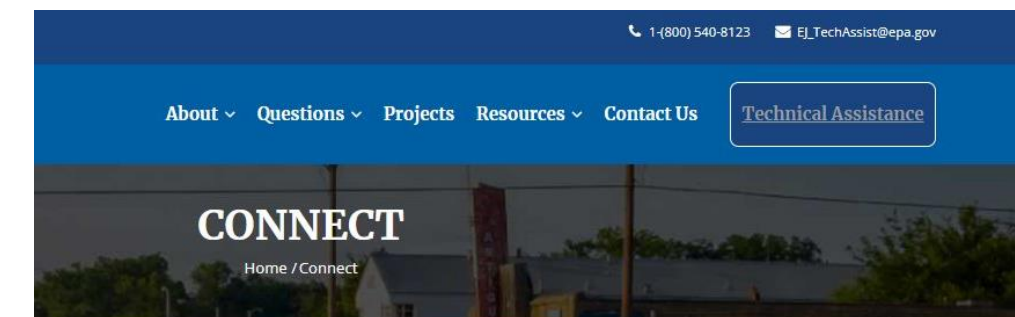 1-(800) 540-8123 EJ_TechAssist@epa.gov
About Questions Projects Resources Contact Us Technical Assistance
CONNECT
Home / Connect